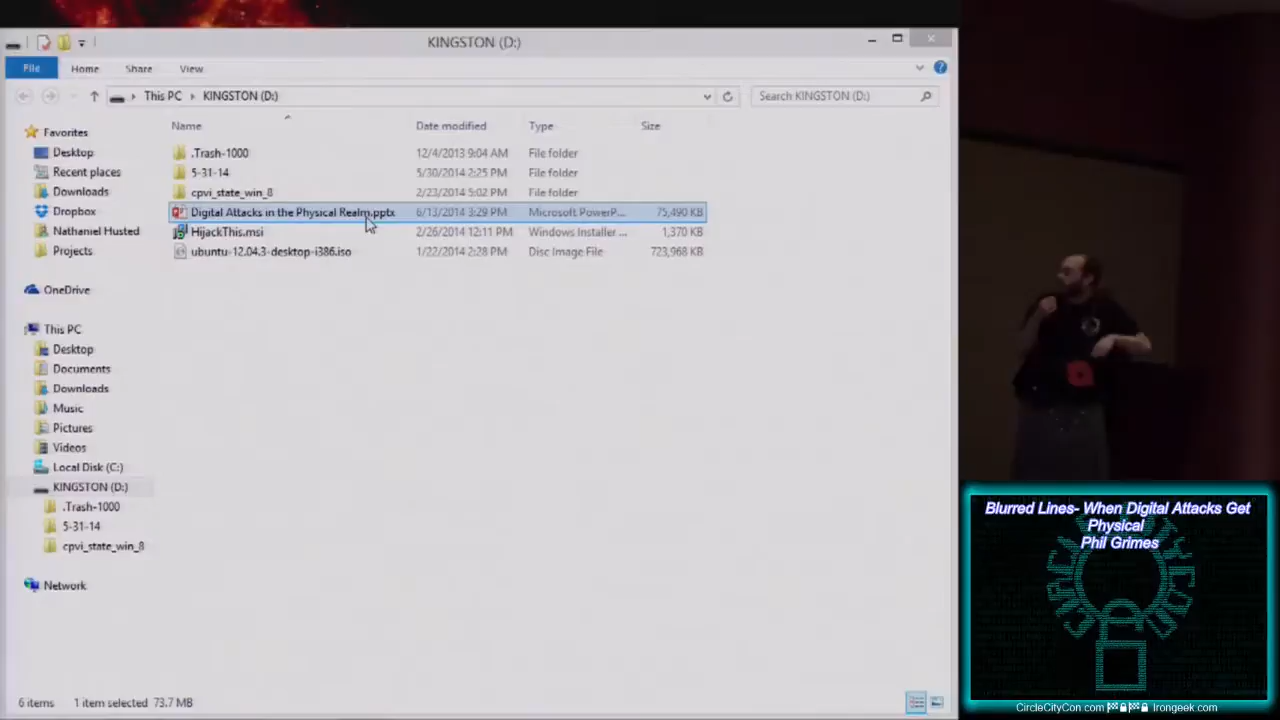 KINGSTON (D:)
File Home Share View
This PC KINGSTON (D:) Search KINGSTON (D:)
Name Date modified Type Size
.Trash-1000 12/4/2013 9:04 AM File folder
5-31-14 5/30/2014 2:25 PM File folder
cpvi_state_win_8 2/23/2014 5:02 PM File folder
Digital Attacks in the Physical Realm.pptx 6/13/2014 3:29 PM Microsoft PowerP... 75,490 KB
HijackThis.msi 2/26/2014 12:11 PM Windows Installer ... 1,370 KB
ubuntu-12.04.3-desktop-i386.iso 1/22/2014 2:28 PM Disc Image File 723,968 KB
Favorites
Desktop
Recent places
Downloads
Dropbox
Nathaniel Husted
Projects
OneDrive
This PC
Desktop
Documents
Downloads
Music
Pictures
Videos
Local Disk (C:)
KINGSTON (D:)
.Trash-1000
5-31-14
cpvi_state_win_8
Network
6 items 1 item selected 73.7 MB
Blurred Lines- When Digital Attacks Get
Physical
Phil Grimes
CircleCityCon.com Irongeek.com